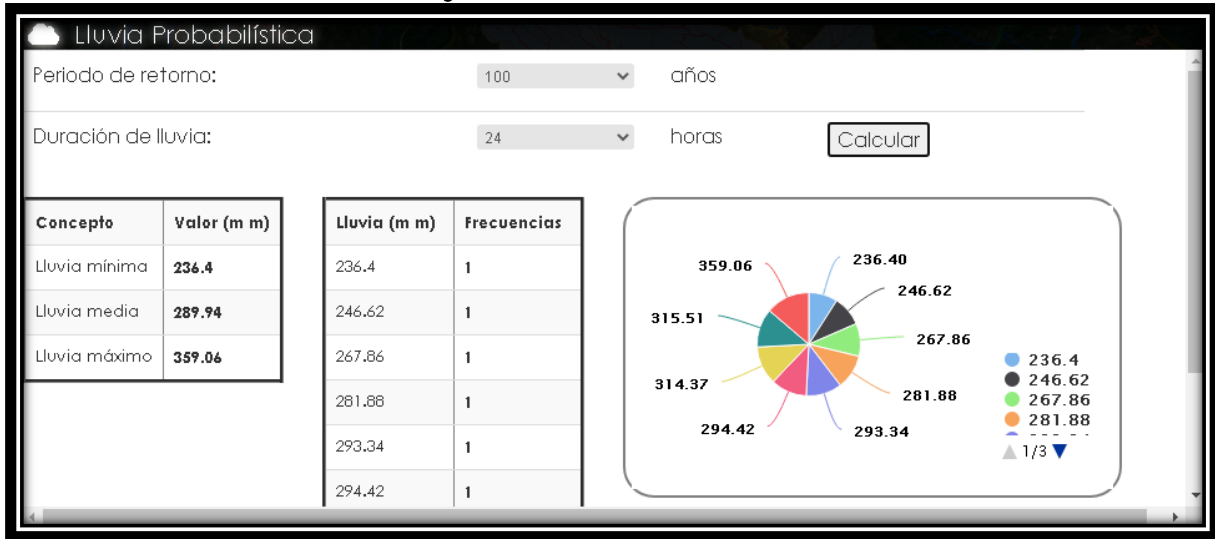 Lluvia Probabilística
Periodo de retorno: 100 años
Duración de lluvia: 24 horas Calcular
Concepto Valor (m m)
Lluvia mínima 236.4
Lluvia media 289.94
Lluvia máximo 359.06
Lluvia (m m) Frecuencias
236.4 1
246.62 1
267.86 1
281.88 1
293.34 1
294.42 1
359.06
236.40
246.62
315.51
267.86
314.37
281.88
294.42
293.34
236.4
246.62
267.86
281.88
1/3